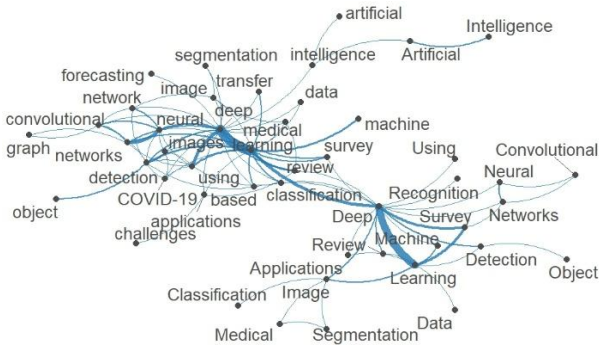 artificial
Intelligence
segmentation
intelligence
Artificial
forecasting
image
transfer
network
data
deep
convolutional
neural
medical
machine
graph
images
learning
survey
Using
Convolutional
networks
review
detection
using
Neural
COVID-19
based
classification
Recognition
object
applications
Deep
Survey
Networks
challenges
Review
Machine
Detection
Applications
Learning
Object
Classification
Image
Medical
Segmentation
Data